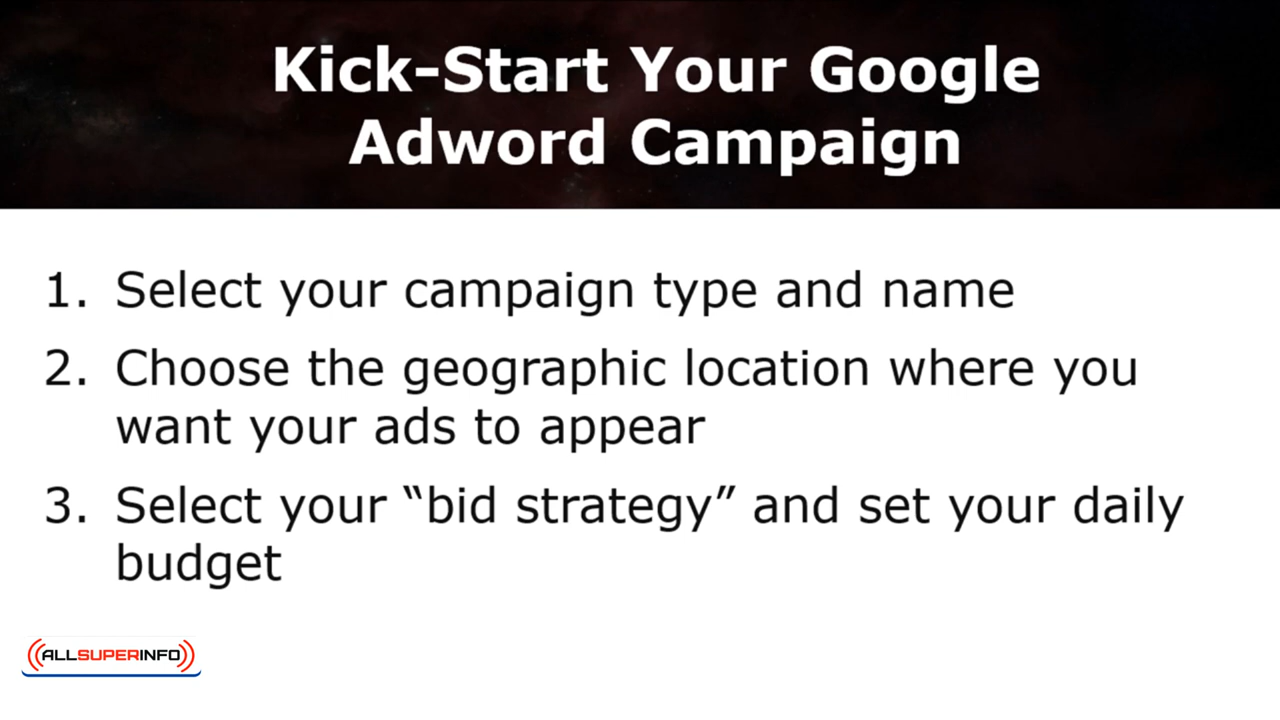 Kick-Start Your Google
Adword Campaign
1. Select your campaign type and name
2. Choose the geographic location where you
want your ads to appear
3. Select your “bid strategy” and set your daily
budget
((ALLSUPERINFO))